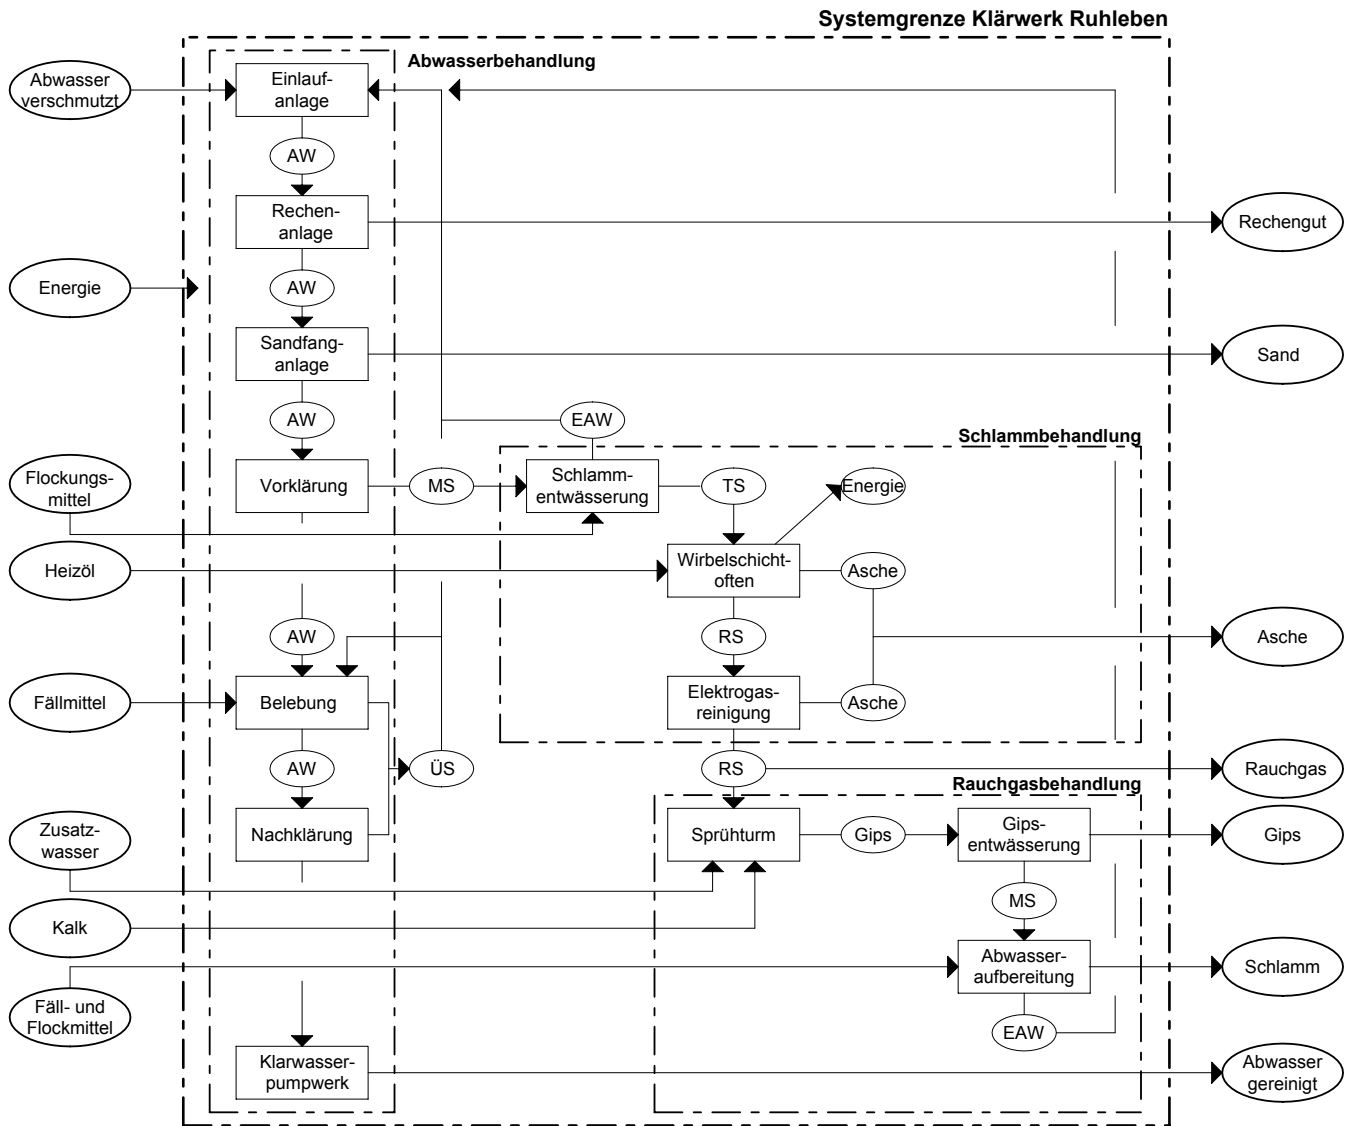 Systemgrenze Klärwerk Ruhleben
Abwasserbehandlung
Abwasser
verschmutzt
Einlauf-
anlage
AW
Rechen-
anlage
Rechengut
Energie
AW
Sandfang-
anlage
Sand
AW
EAW
Schlammbehandlung
Flockungs-
mittel
Vorklärung
MS
Schlamm-
entwässerung
TS
Energie
Heizöl
Wirbelschicht-
often
Asche
AW
RS
Asche
Fällmittel
Belebung
Elektrogas-
reinigung
Asche
AW
ÜS
RS
Rauchgas
Rauchgasbehandlung
Zusatz-
wasser
Nachklärung
Sprühturm
Gips
Gips-
entwässerung
Gips
MS
Kalk
Abwasser-
aufbereitung
Schlamm
Fäll- und
Flockmittel
EAW
Klarwasser-
pumpwerk
Abwasser
gereinigt